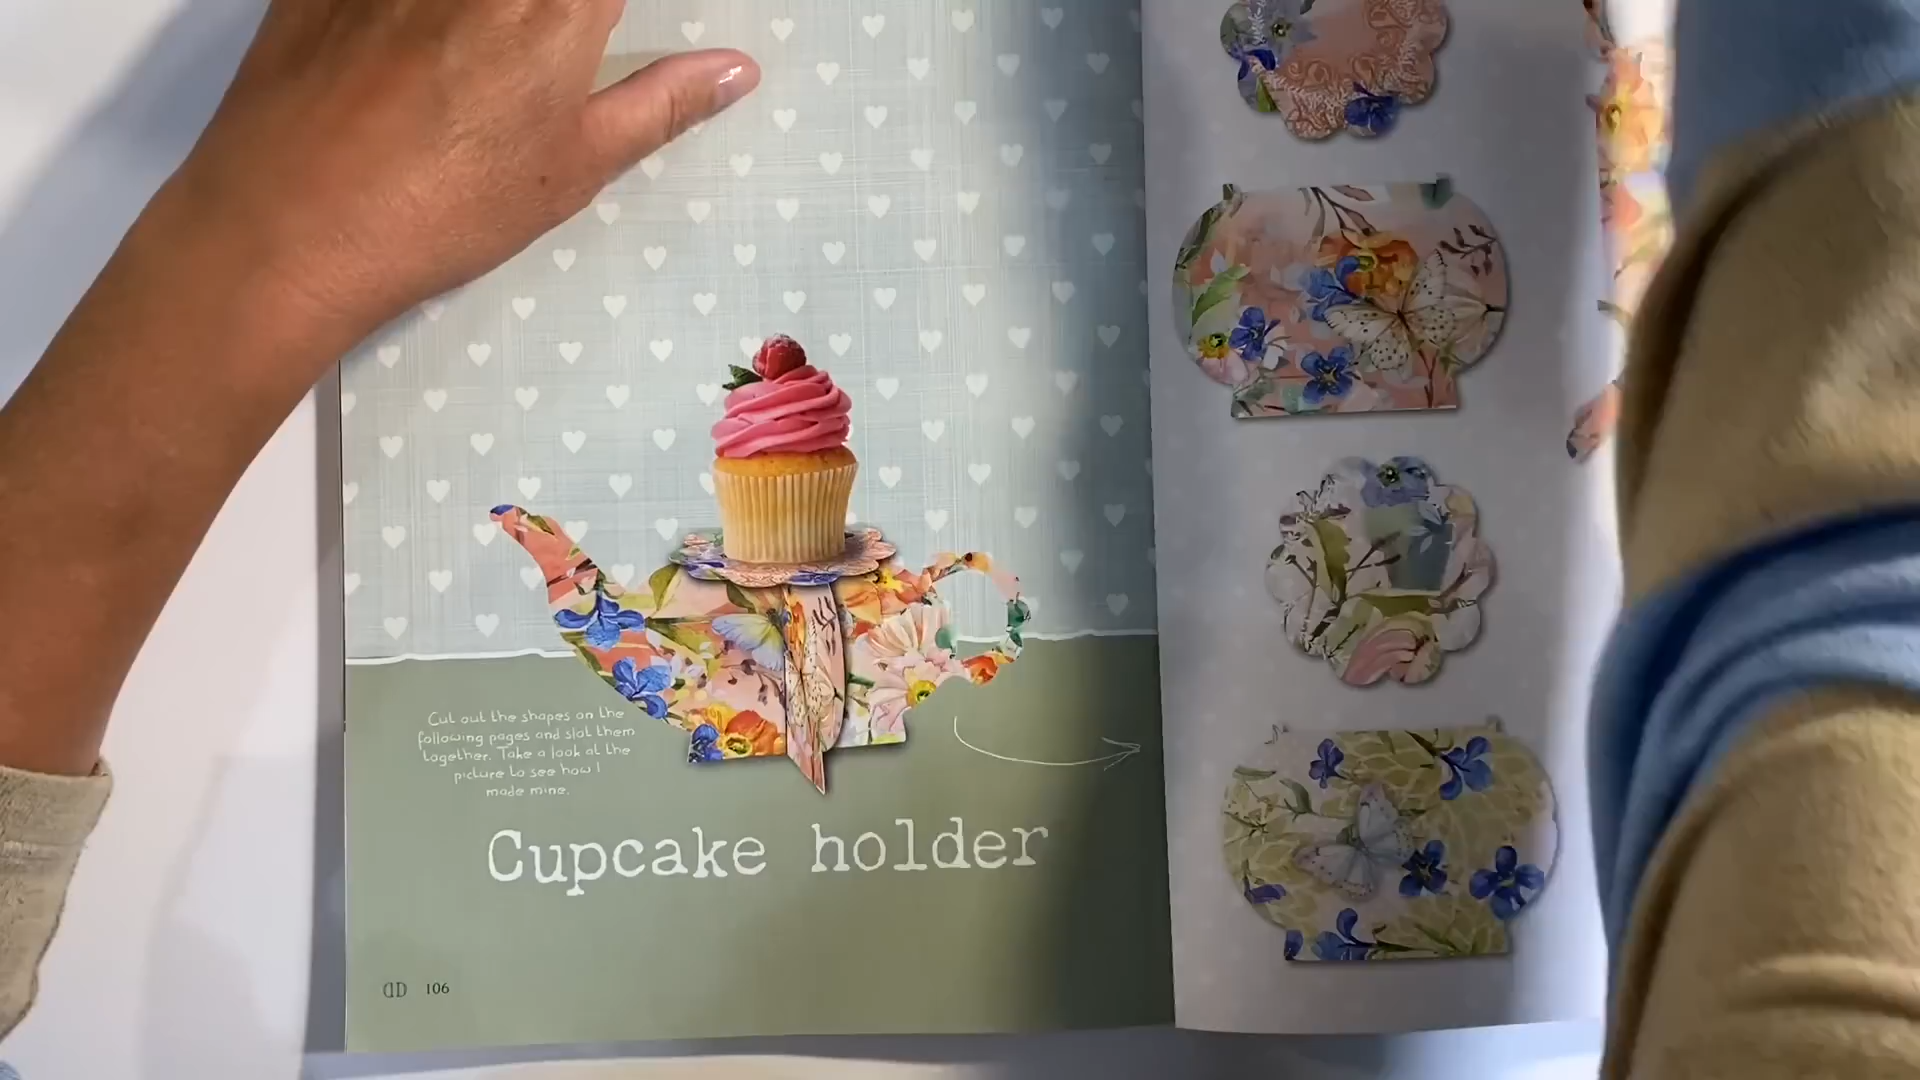 Cut out the shapes on the
following pages and slot them
together. Take a look at the
picture to see how I
made mine.
Cupcake holder
DD 106